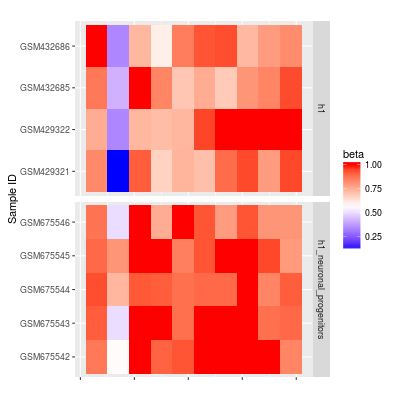 Sample ID
GSM432686
GSM432685
GSM429322
GSM429321
h1
GSM675546
GSM675545
GSM675544
GSM675543
GSM675542
h1_neuronal_progenitors
beta
1.00
0.75
0.50
0.25